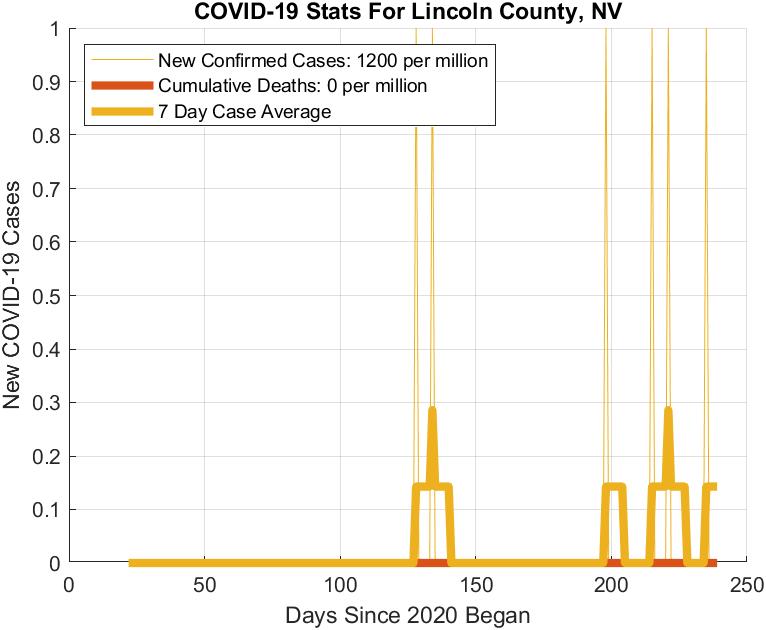 COVID-19 Stats For Lincoln County, NV
New Confirmed Cases: 1200 per million
Cumulative Deaths: 0 per million
7 Day Case Average
New COVID-19 Cases
1
0.9
0.8
0.7
0.6
0.5
0.4
0.3
0.2
0.1
0
0 50 100 150 200 250
Days Since 2020 Began